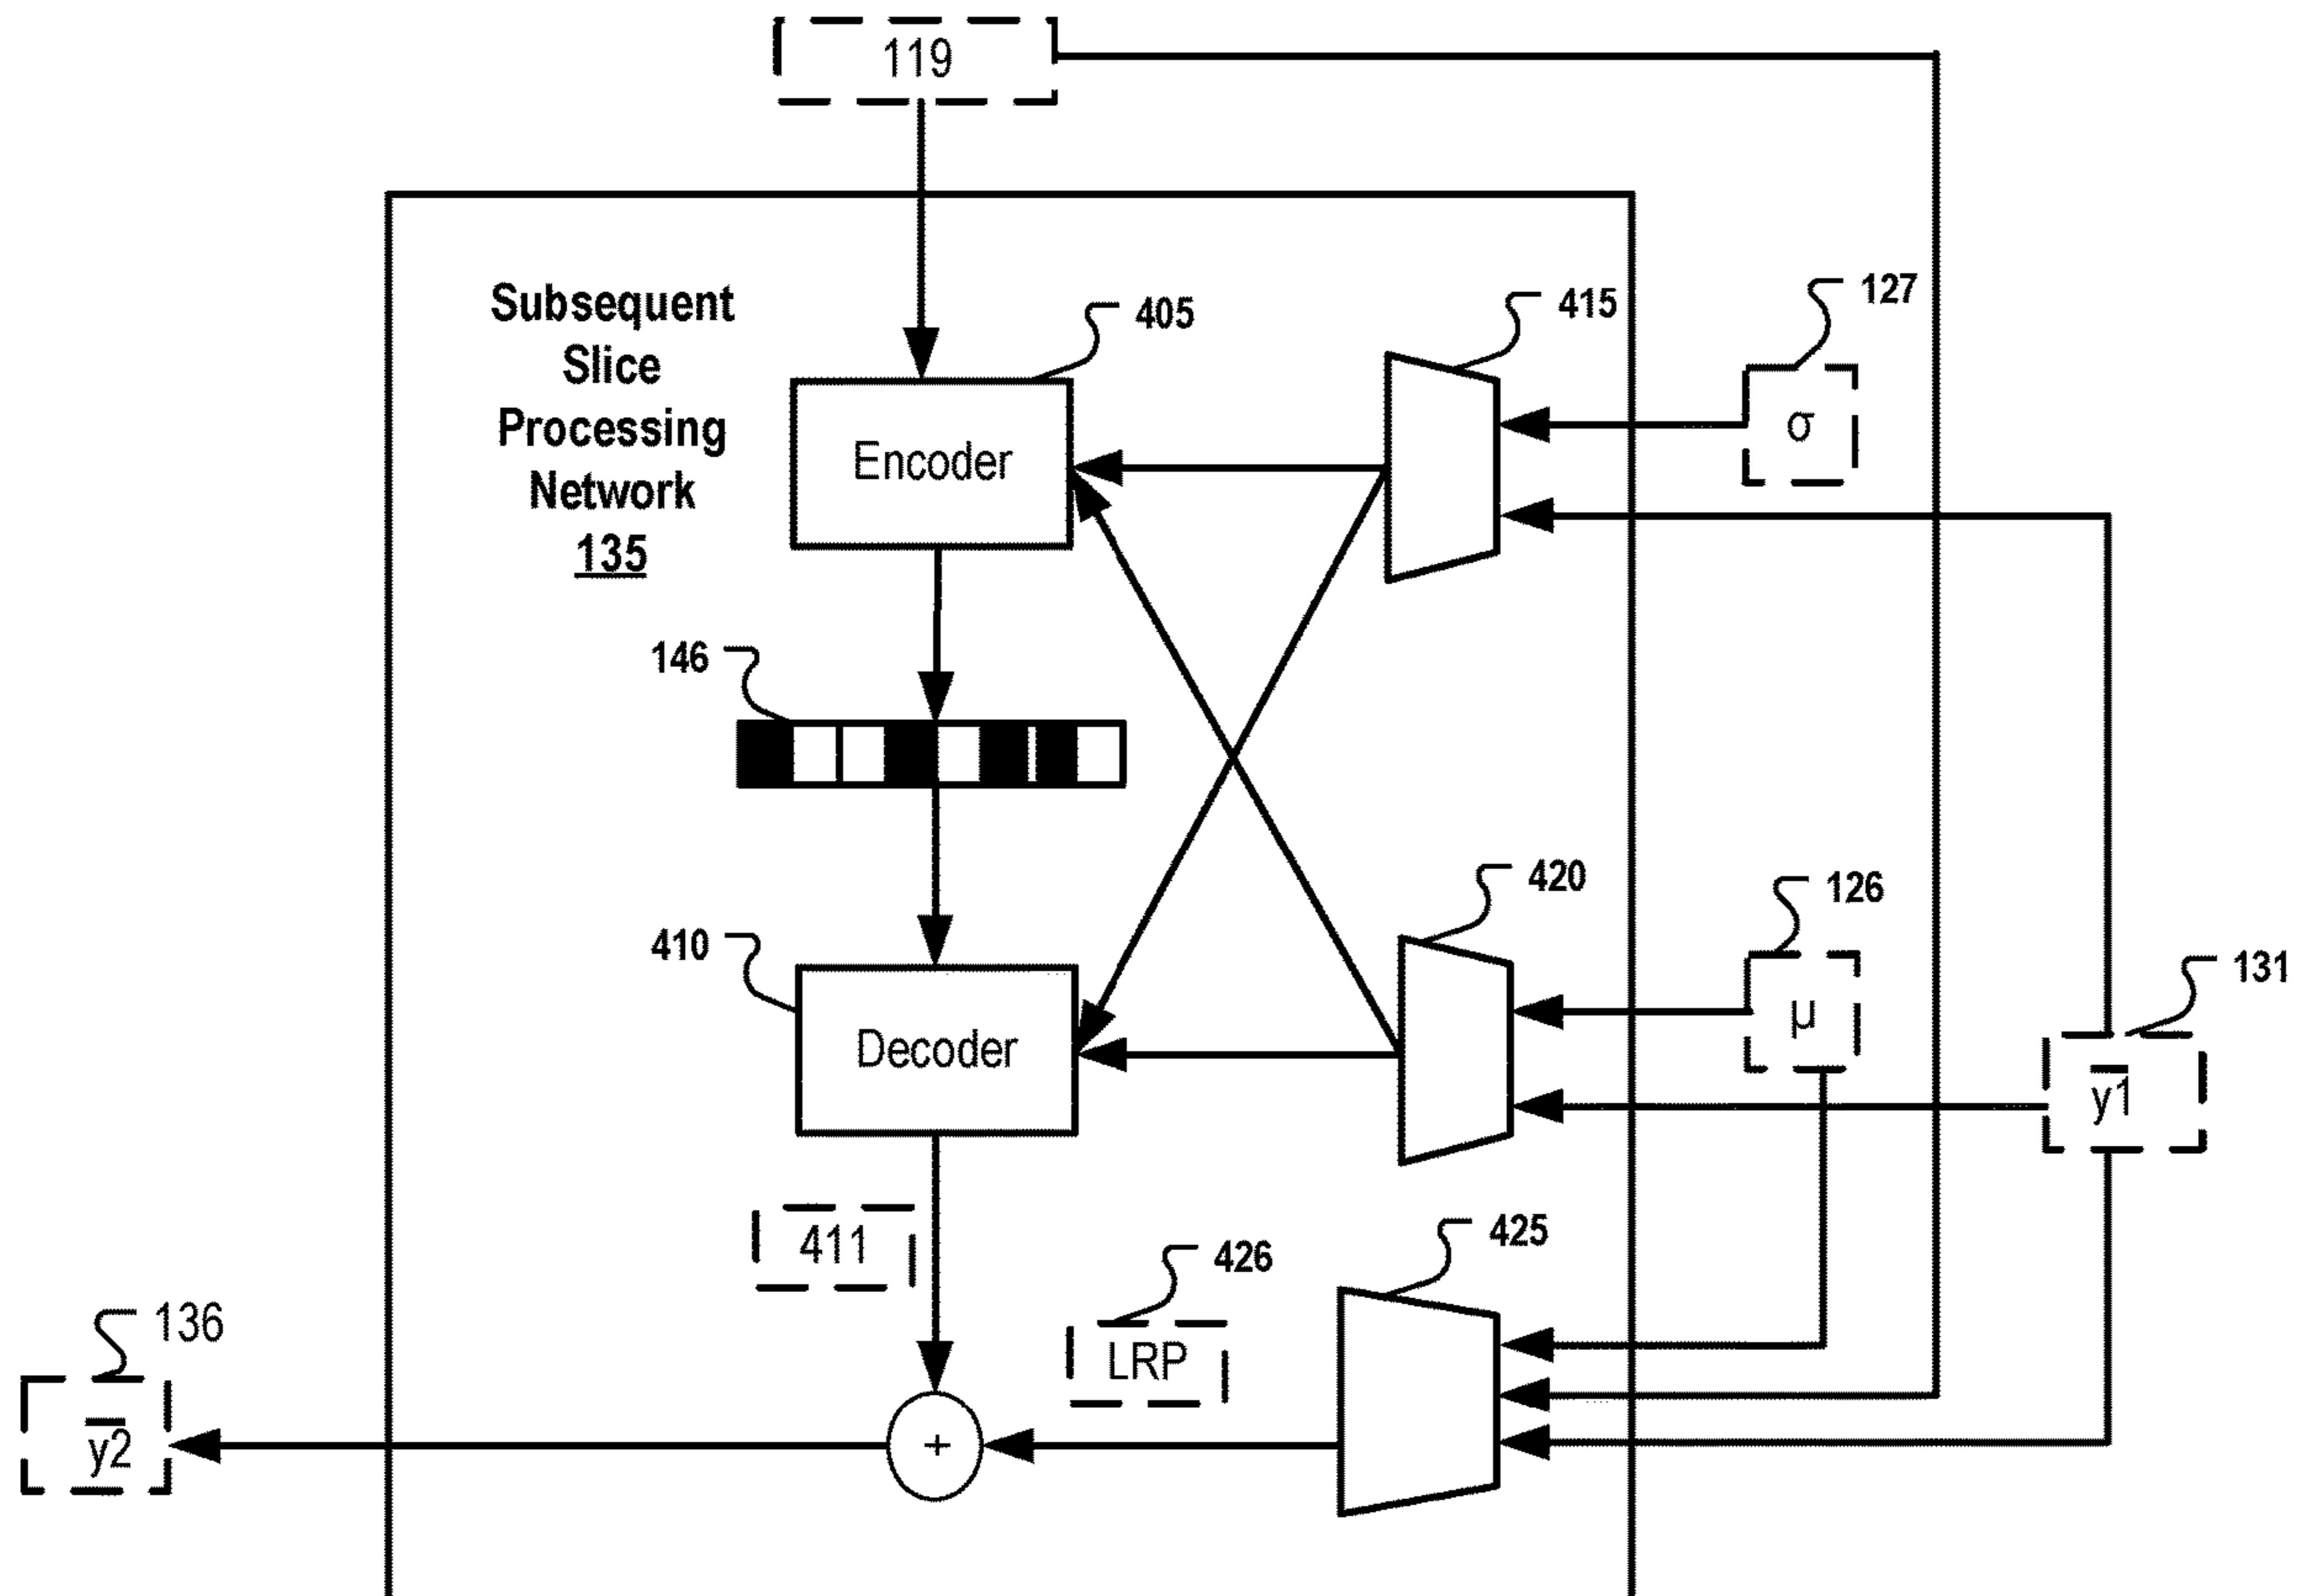 119
Subsequent
Slice
Processing
Network
135
405
415
127
Encoder
σ
146
410
420
126
131
Decoder
μ
y1
411
426
425
LRP
136
y2
+